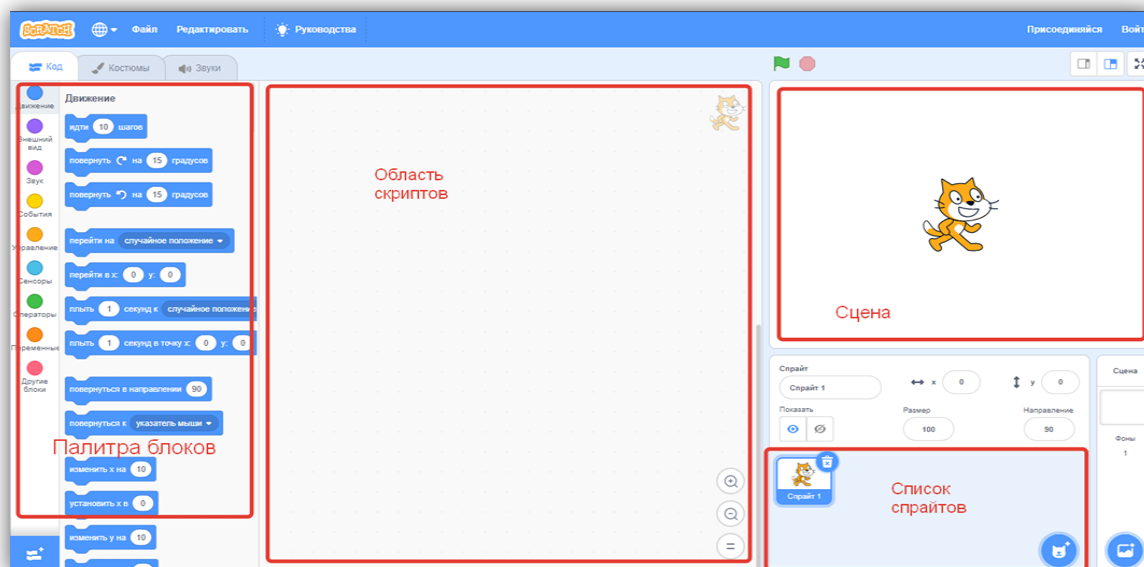 SCRATCH
Файл
Редактировать
Руководства
Присоединяйся
Войт
Код
Костюмы
Звуки
Движение
Внешний
вид
Звук
События
Управление
Сенсоры
Операторы
Переменные
Другие
блоки
Движение
идти 10 шагов
повернуть на 15 градусов
повернуть на 15 градусов
перейти на случайное положение
перейти в x: 0 y: 0
плыть 1 секунд к случайное положение
плыть 1 секунд в точку x: 0 y: 0
повернуться в направлении 90
повернуться к указатель мыши
Палитра блоков
изменить x на 10
установить x в 0
изменить y на 10
Область
скриптов
Сцена
Спрайт
Спрайт 1
x 0
y 0
Показать
Размер
100
Направление
90
Спрайт 1
Список
спрайтов
Сцена
Фоны
1